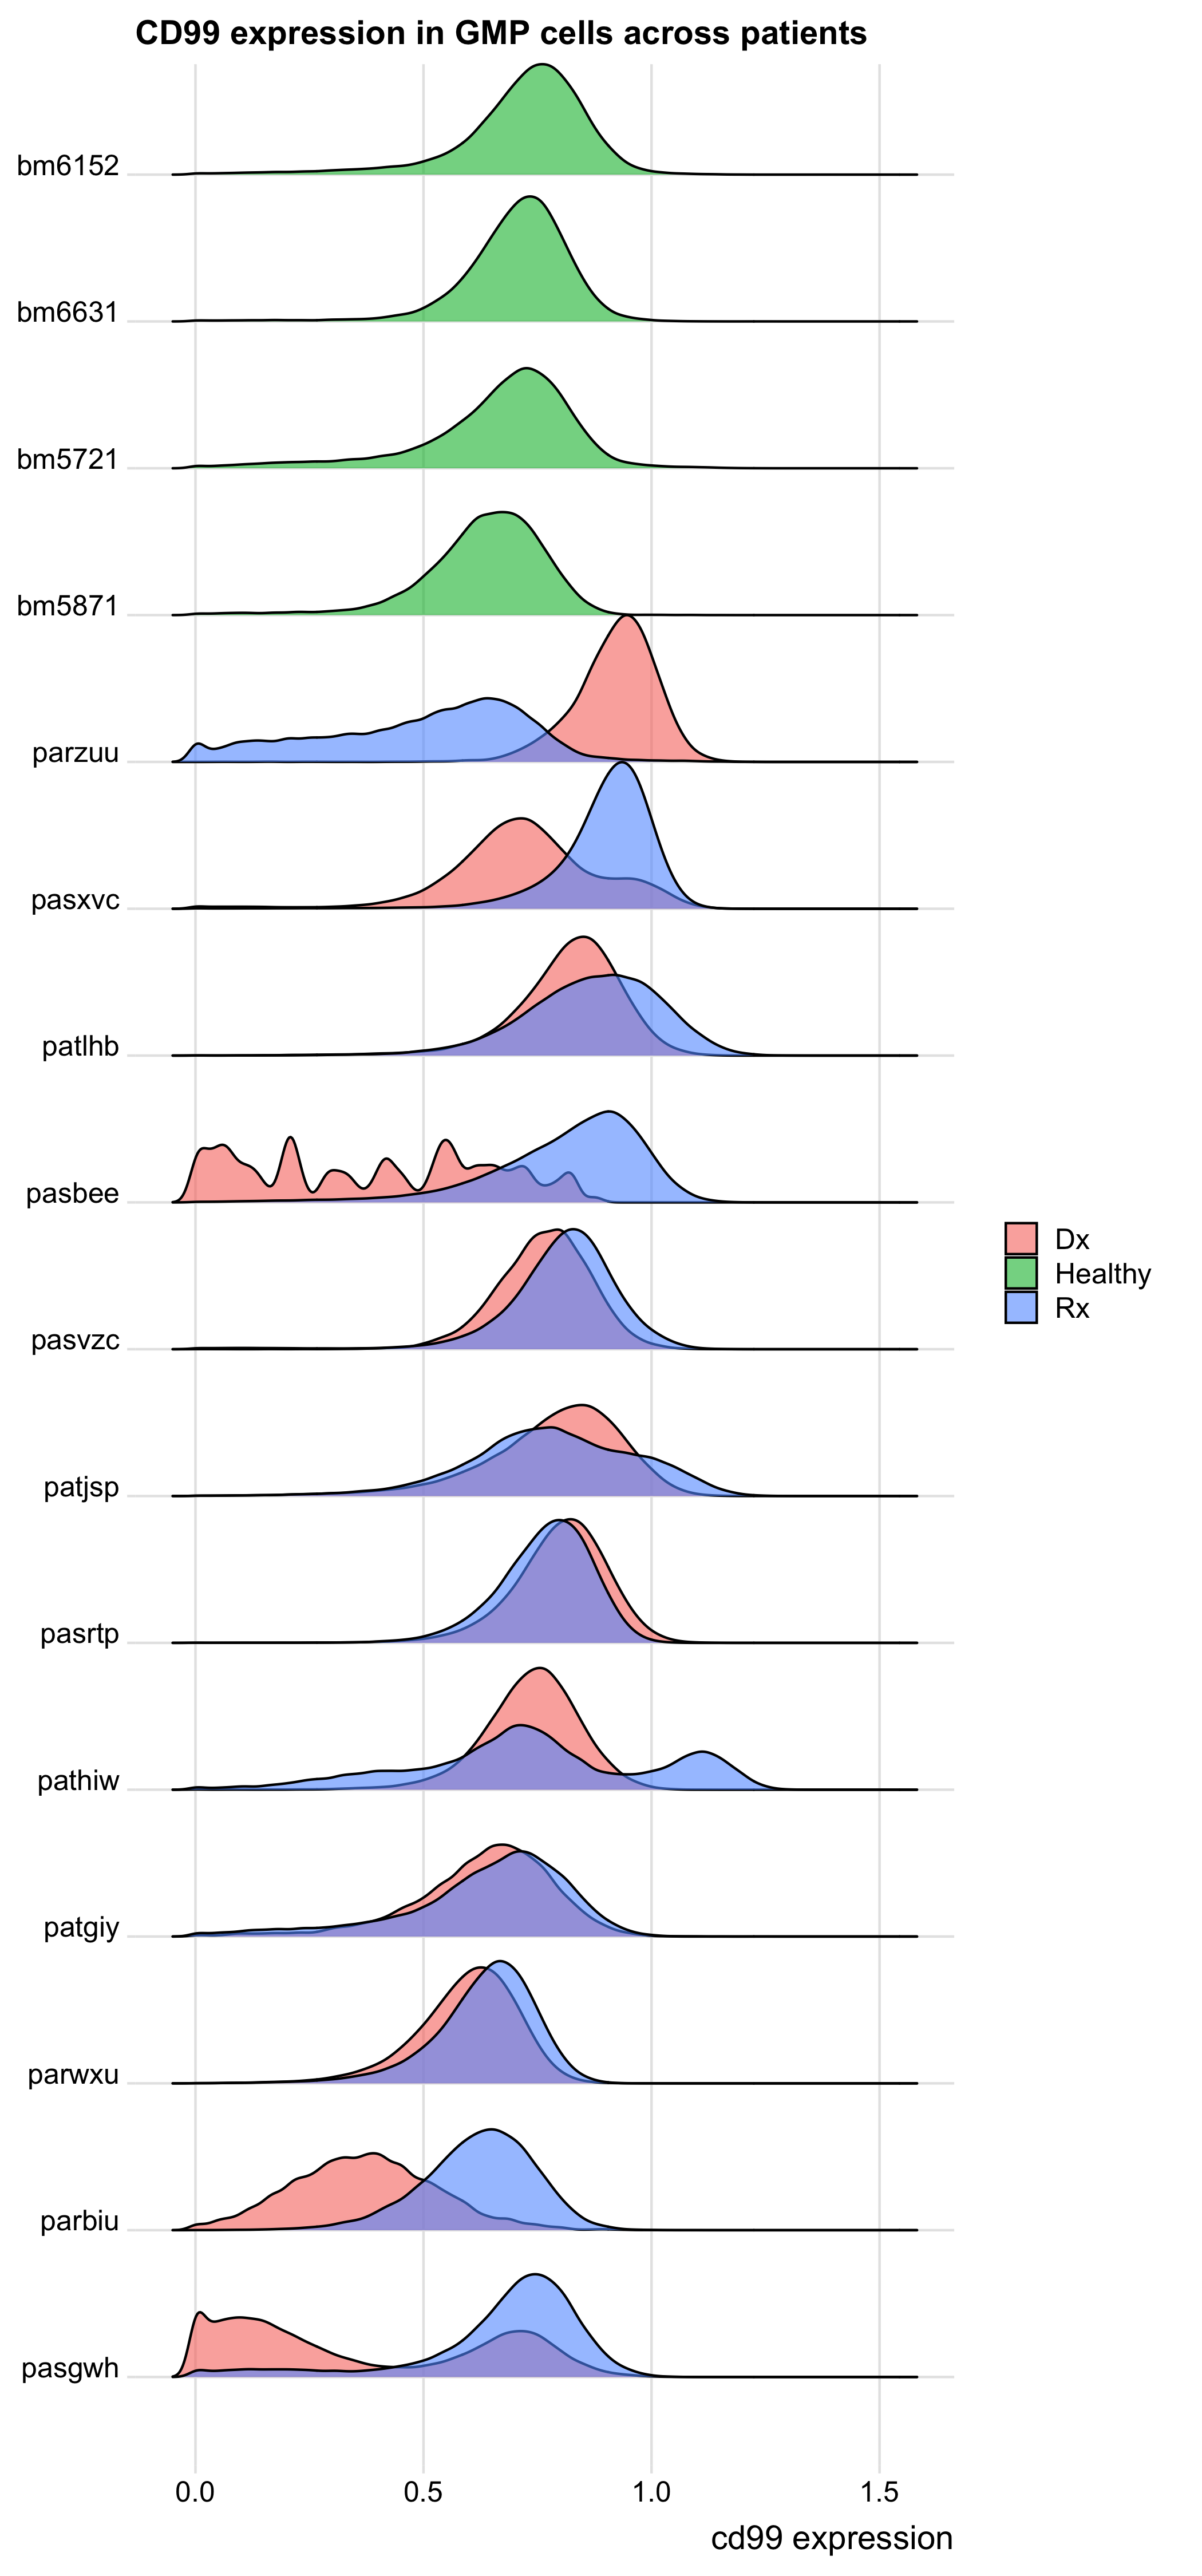 CD99 expression in GMP cells across patients
bm6152
bm6631
bm5721
bm5871
parzuu
pasxvc
patlhb
pasbee
Dx
Healthy
Rx
pasvzc
patjsp
pasrtp
pathiw
patgiy
parwxu
parbiu
pasgwh
0.0 0.5 1.0 1.5
cd99 expression